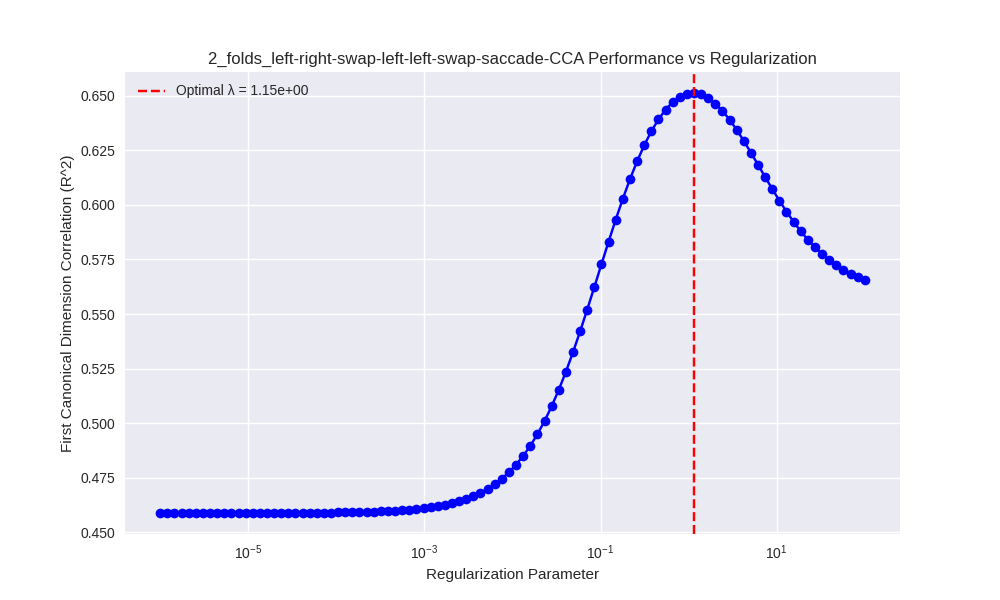 2_folds_left-right-swap-left-left-swap-saccade-CCA Performance vs Regularization
Optimal λ = 1.15e+00
First Canonical Dimension Correlation (R^2)
0.650
0.625
0.600
0.575
0.550
0.525
0.500
0.475
0.450
10⁻⁵ 10⁻³ 10⁻¹ 10¹
Regularization Parameter